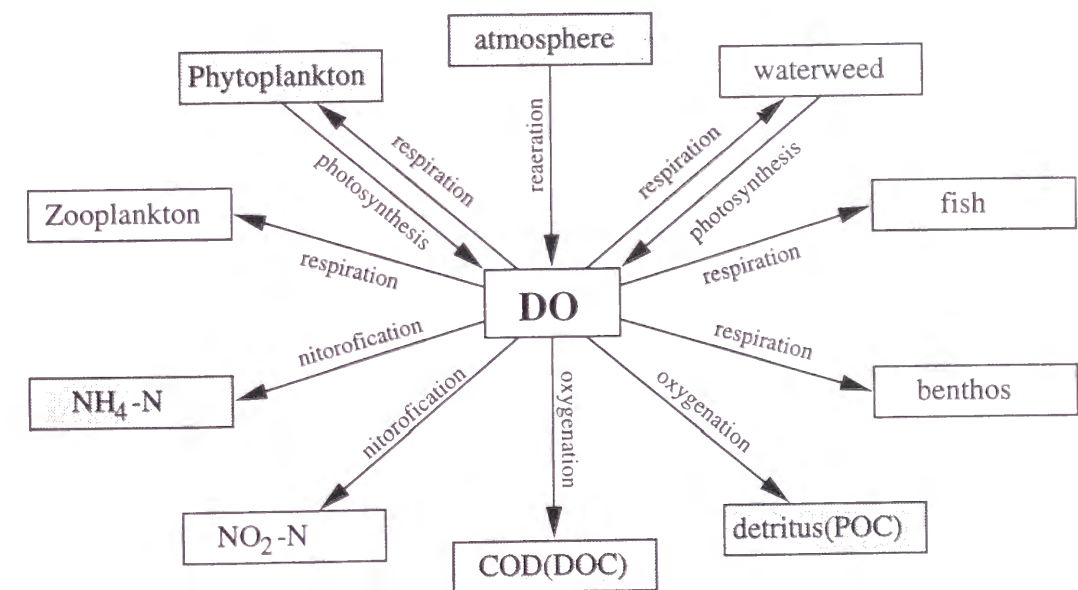 atmosphere
Phytoplankton
waterweed
respiration
reaeration
respiration
photosynthesis
photosynthesis
Zooplankton
fish
respiration
respiration
DO
nitorofication
respiration
NH4-N
benthos
nitorofication
oxygenation
oxygenation
NO2-N
detritus(POC)
COD(DOC)